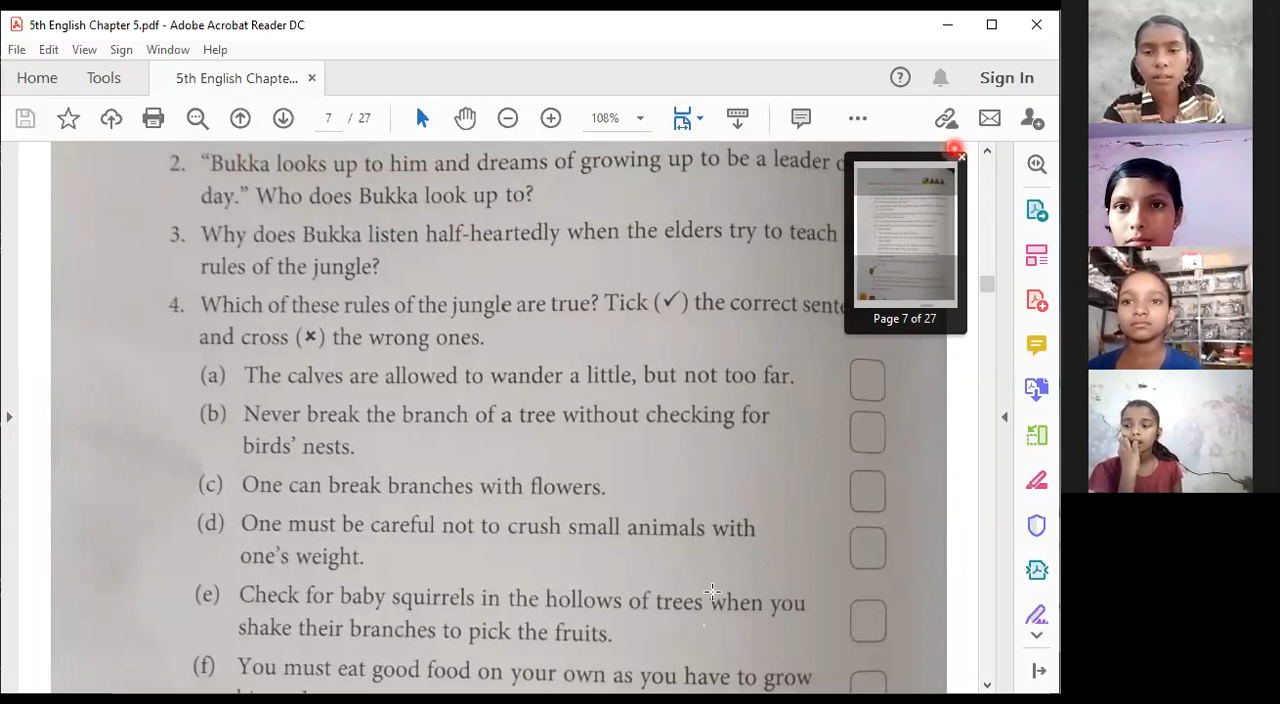 5th English Chapter 5.pdf - Adobe Acrobat Reader DC
File Edit View Sign Window Help
Home Tools 5th English Chapte... × Sign In
7 / 27 108%
2. “Bukka looks up to him and dreams of growing up to be a leader
day.” Who does Bukka look up to?
3. Why does Bukka listen half-heartedly when the elders try to teach
rules of the jungle?
4. Which of these rules of the jungle are true? Tick (✓) the correct sente
and cross (×) the wrong ones.
(a) The calves are allowed to wander a little, but not too far.
(b) Never break the branch of a tree without checking for
birds’ nests.
(c) One can break branches with flowers.
(d) One must be careful not to crush small animals with
one’s weight.
(e) Check for baby squirrels in the hollows of trees when you
shake their branches to pick the fruits.
(f) You must eat good food on your own as you have to grow
Page 7 of 27